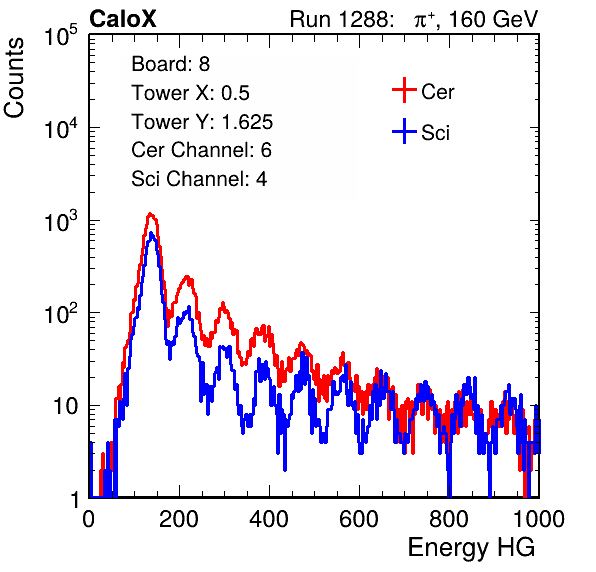 CaloX Run 1288: π⁺, 160 GeV
Counts
10⁵
10⁴
10³
10²
10
1
Board: 8
Tower X: 0.5
Tower Y: 1.625
Cer Channel: 6
Sci Channel: 4
Cer
Sci
0 200 400 600 800 1000
Energy HG